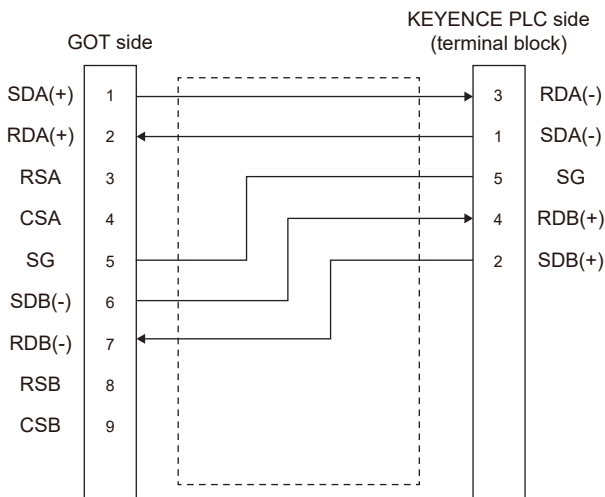 KEYENCE PLC side
GOT side (terminal block)
SDA(+) 1 3 RDA(-)
RDA(+) 2 1 SDA(-)
RSA 3 5 SG
CSA 4 4 RDB(+)
SG 5 2 SDB(+)
SDB(-) 6
RDB(-) 7
RSB 8
CSB 9